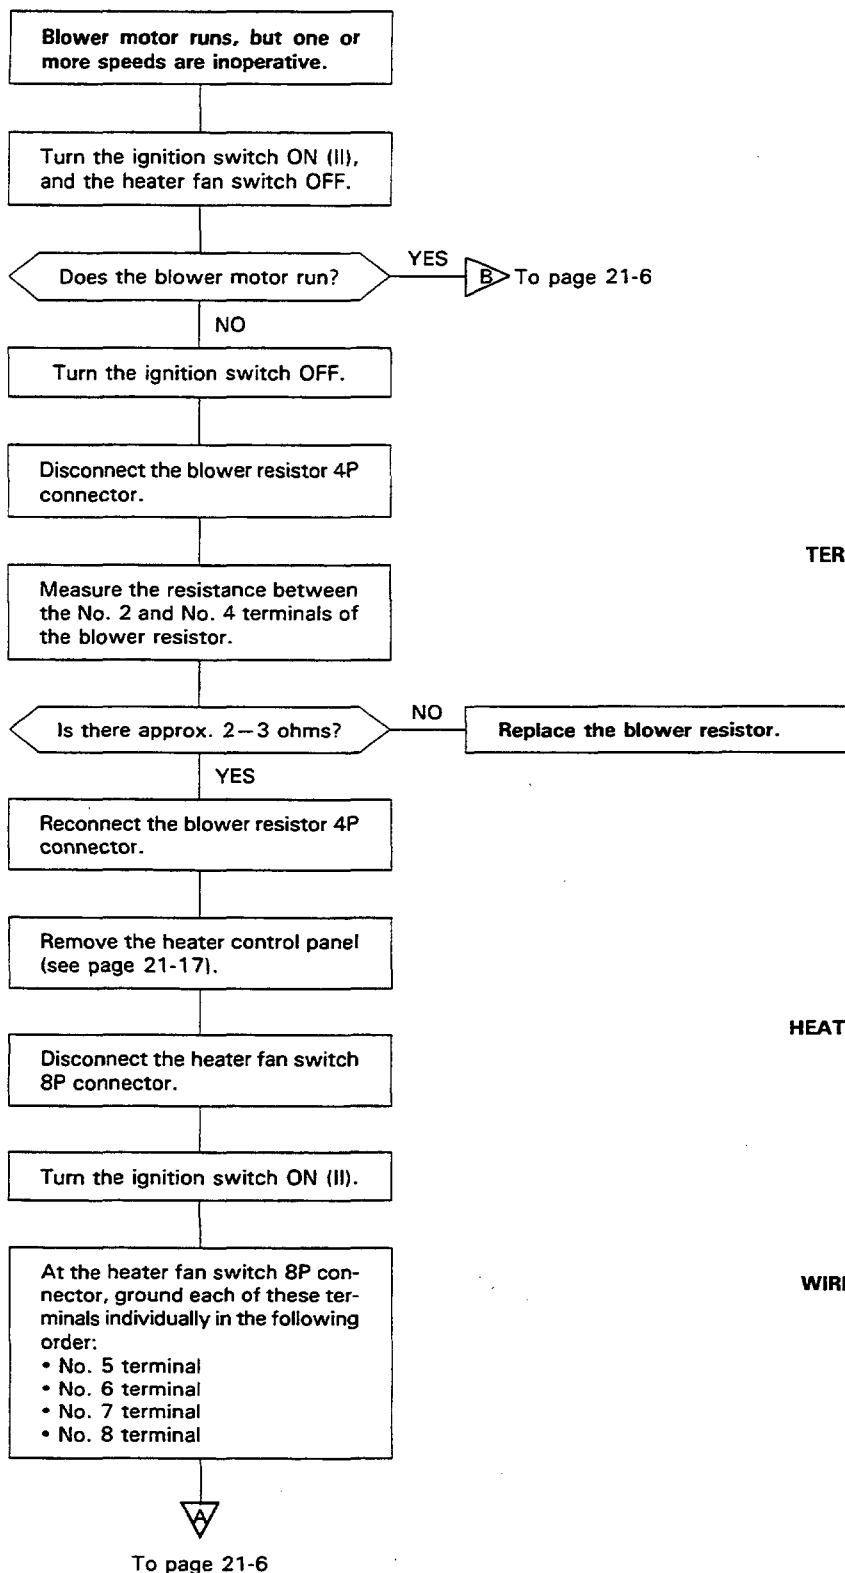 Blower motor runs, but one or
more speeds are inoperative.
Turn the ignition switch ON (II),
and the heater fan switch OFF.
Does the blower motor run?
YES
B
To page 21-6
NO
Turn the ignition switch OFF.
Disconnect the blower resistor 4P
connector.
TER
Measure the resistance between
the No. 2 and No. 4 terminals of
the blower resistor.
Is there approx. 2—3 ohms?
NO
Replace the blower resistor.
YES
Reconnect the blower resistor 4P
connector.
Remove the heater control panel
(see page 21-17).
HEAT
Disconnect the heater fan switch
8P connector.
Turn the ignition switch ON (II).
At the heater fan switch 8P con-
nector, ground each of these ter-
minals individually in the following
order:
• No. 5 terminal
• No. 6 terminal
• No. 7 terminal
• No. 8 terminal
WIR
A
To page 21-6